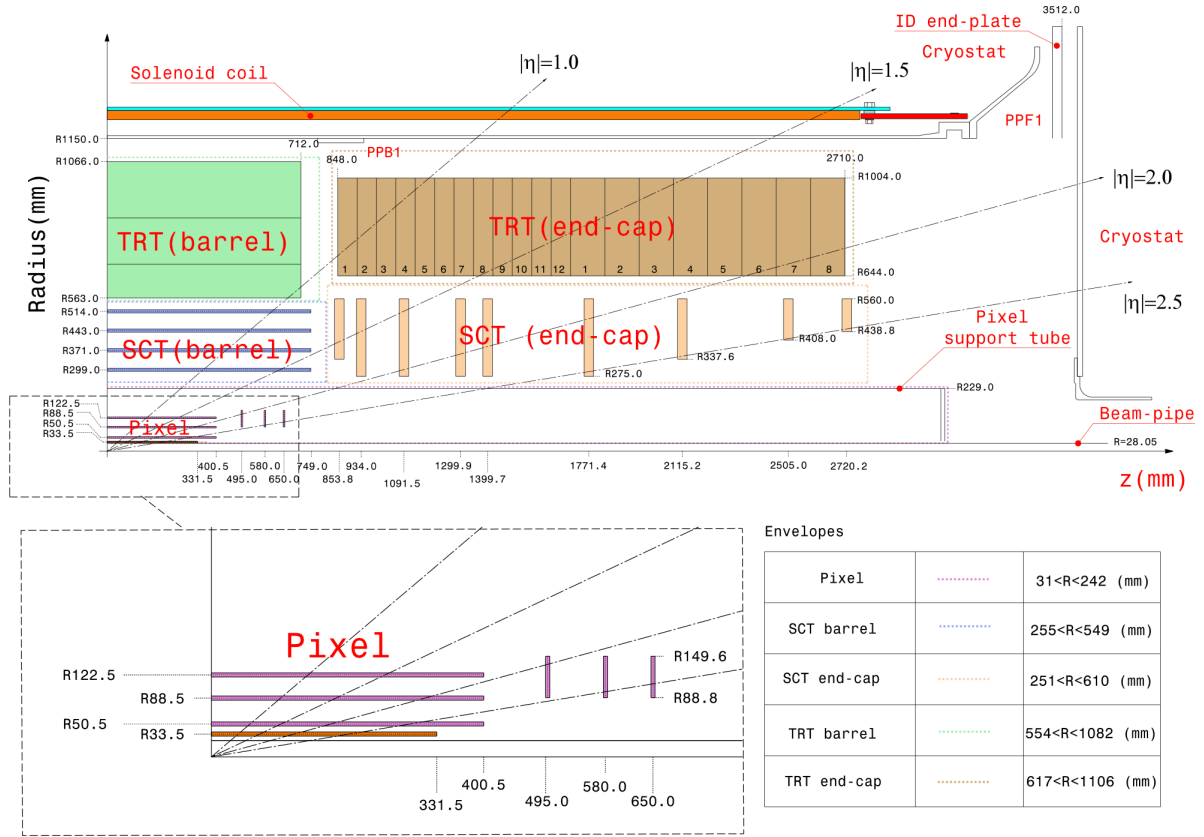 3512.0
ID end-plate
Cryostat
|η|=1.0
|η|=1.5
Solenoid coil
PPF1
R1150.0
712.0
PPB1
R1066.0
848.0
2710.0
R1004.0
|η|=2.0
Radius(mm)
TRT(barrel)
TRT(end-cap)
Cryostat
1 2 3 4 5 6 7 8 9 10 11 12 1 2 3 4 5 6 7 8
R644.0
R563.0
R514.0
R443.0
R371.0
R299.0
SCT(barrel)
SCT (end-cap)
R560.0
R438.8
R408.0
R337.6
R275.0
|η|=2.5
Pixel
support tube
R229.0
R122.5
R88.5
R50.5
R33.5
Pixel
Beam-pipe
R=28.05
400.5
580.0
749.0
934.0
1299.9
1771.4
2115.2
2505.0
2720.2
331.5
495.0
650.0
853.8
1091.5
1399.7
z(mm)
Pixel
R122.5
R88.5
R50.5
R33.5
R149.6
R88.8
400.5
331.5
495.0
580.0
650.0
Envelopes
Pixel 31<R<242 (mm)
SCT barrel 255<R<549 (mm)
SCT end-cap 251<R<610 (mm)
TRT barrel 554<R<1082 (mm)
TRT end-cap 617<R<1106 (mm)